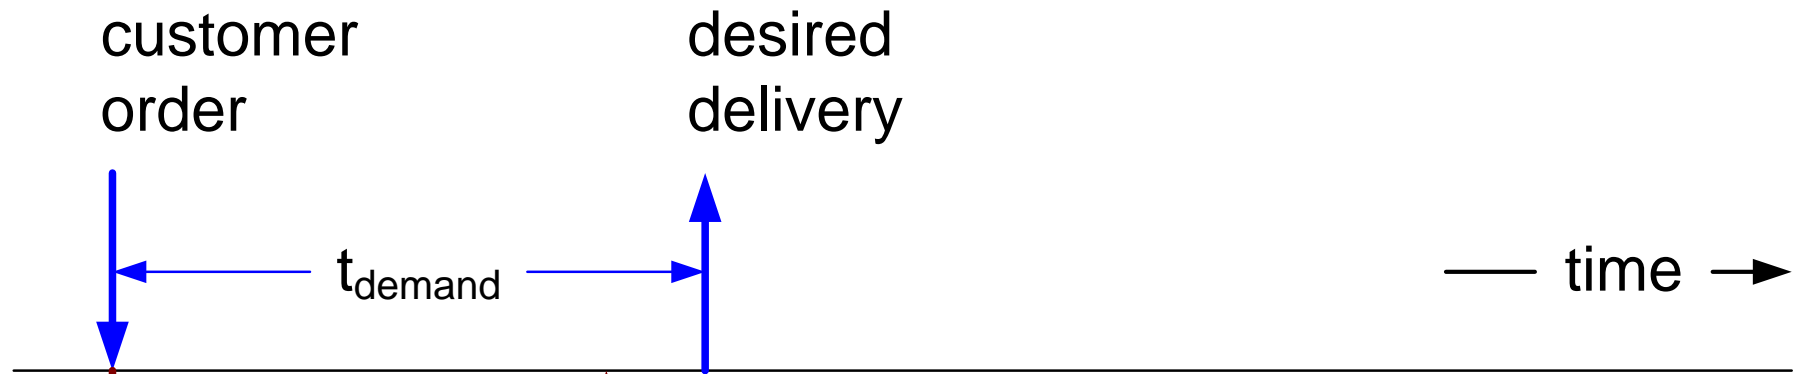 customer
order
desired
delivery
tdemand
time